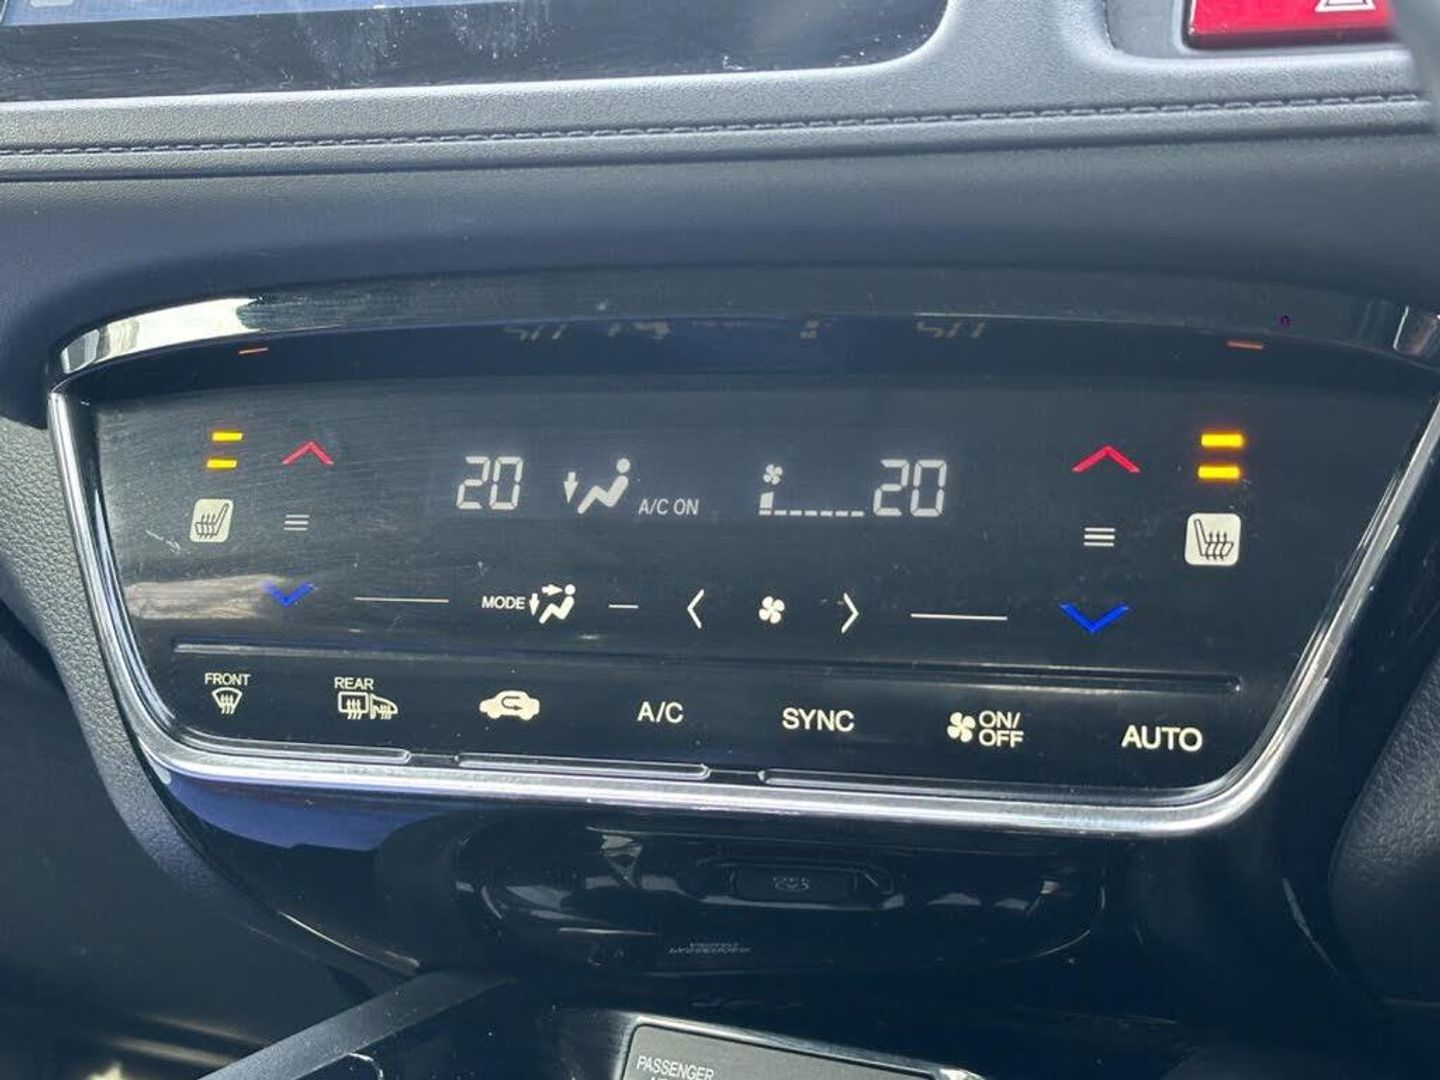 20 A/C ON 20
MODE
FRONT
REAR
A/C
SYNC
ON/
OFF
AUTO
PASSENGER